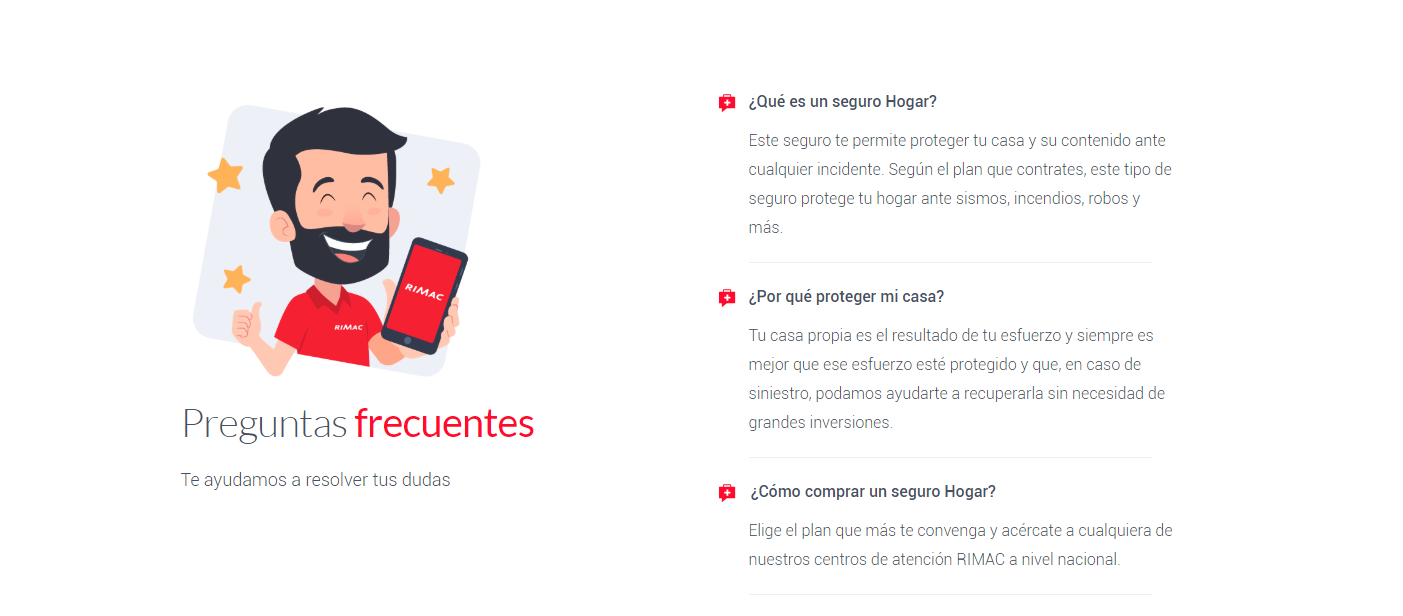 RIMAC
RIMAC
Preguntas frecuentes
Te ayudamos a resolver tus dudas
¿Qué es un seguro Hogar?
Este seguro te permite proteger tu casa y su contenido ante
cualquier incidente. Según el plan que contrates, este tipo de
seguro protege tu hogar ante sismos, incendios, robos y
más.
¿Por qué proteger mi casa?
Tu casa propia es el resultado de tu esfuerzo y siempre es
mejor que ese esfuerzo esté protegido y que, en caso de
siniestro, podamos ayudarte a recuperarla sin necesidad de
grandes inversiones.
¿Cómo comprar un seguro Hogar?
Elige el plan que más te convenga y acércate a cualquiera de
nuestros centros de atención RIMAC a nivel nacional.